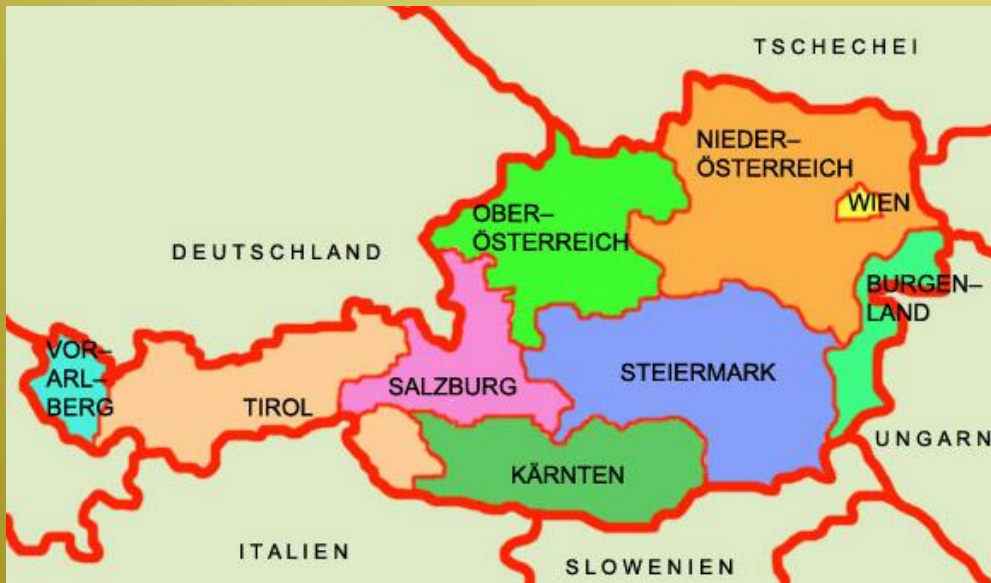 TSCHECHEI
NIEDER–
ÖSTERREICH
WIEN
OBER–
ÖSTERREICH
DEUTSCHLAND
BURGEN–
LAND
VOR–
ARL–
BERG
TIROL
SALZBURG
STEIERMARK
UNGARN
KÄRNTEN
ITALIEN
SLOWENIEN